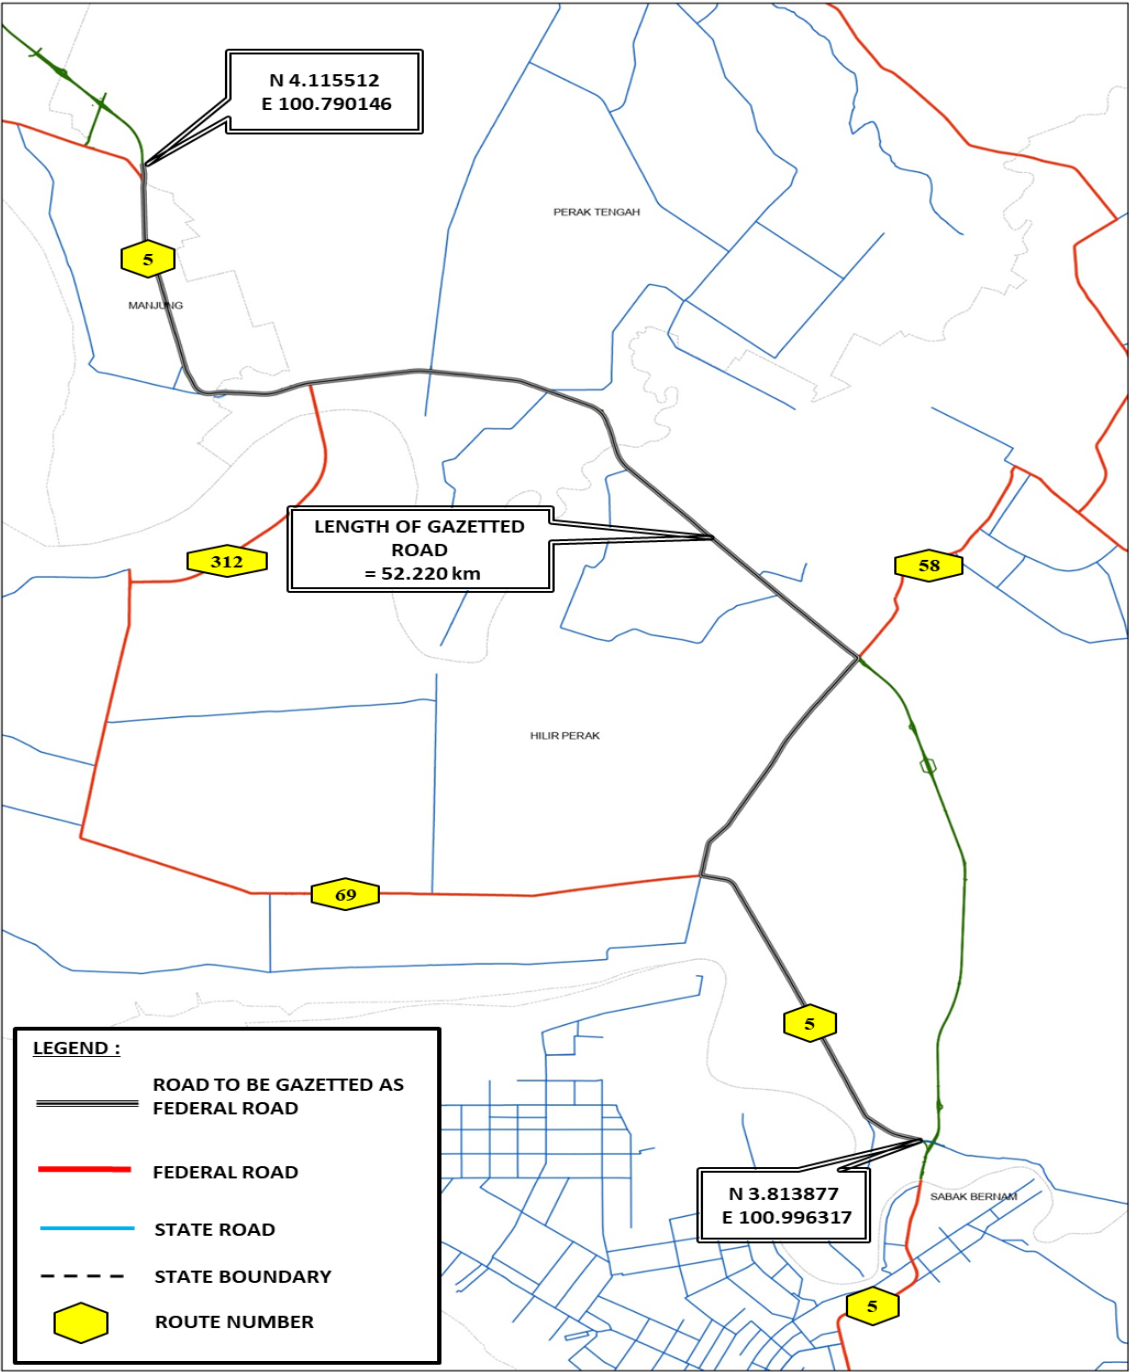 N 4.115512
E 100.790146
PERAK TENGAH
5
MANJUNG
LENGTH OF GAZETTED
ROAD
= 52.220 km
312
58
HILIR PERAK
69
5
LEGEND :
ROAD TO BE GAZETTED AS
FEDERAL ROAD
FEDERAL ROAD
STATE ROAD
STATE BOUNDARY
ROUTE NUMBER
N 3.813877
E 100.996317
SABAK BERNAM
5